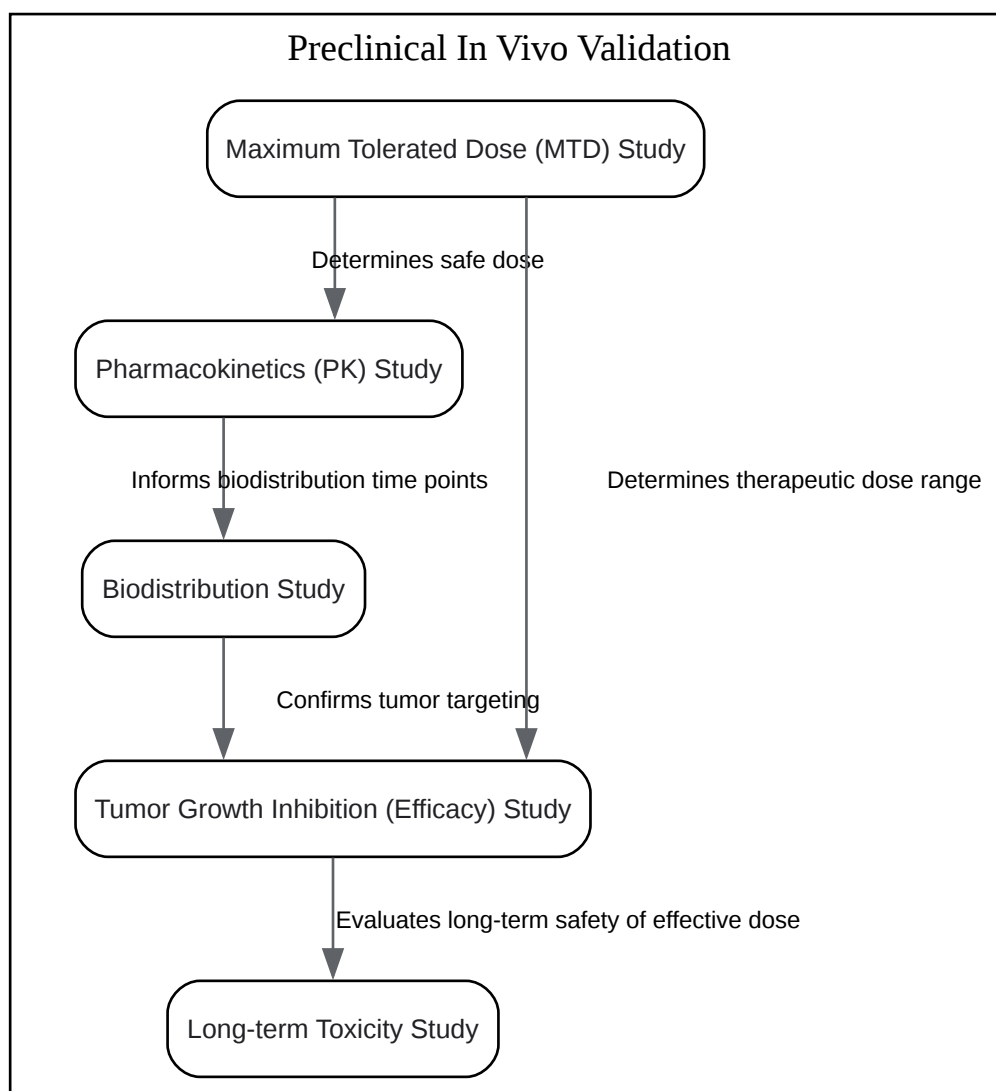 Preclinical In Vivo Validation
Maximum Tolerated Dose (MTD) Study
Determines safe dose
Pharmacokinetics (PK) Study
Informs biodistribution time points
Determines therapeutic dose range
Biodistribution Study
Confirms tumor targeting
Tumor Growth Inhibition (Efficacy) Study
Evaluates long-term safety of effective dose
Long-term Toxicity Study